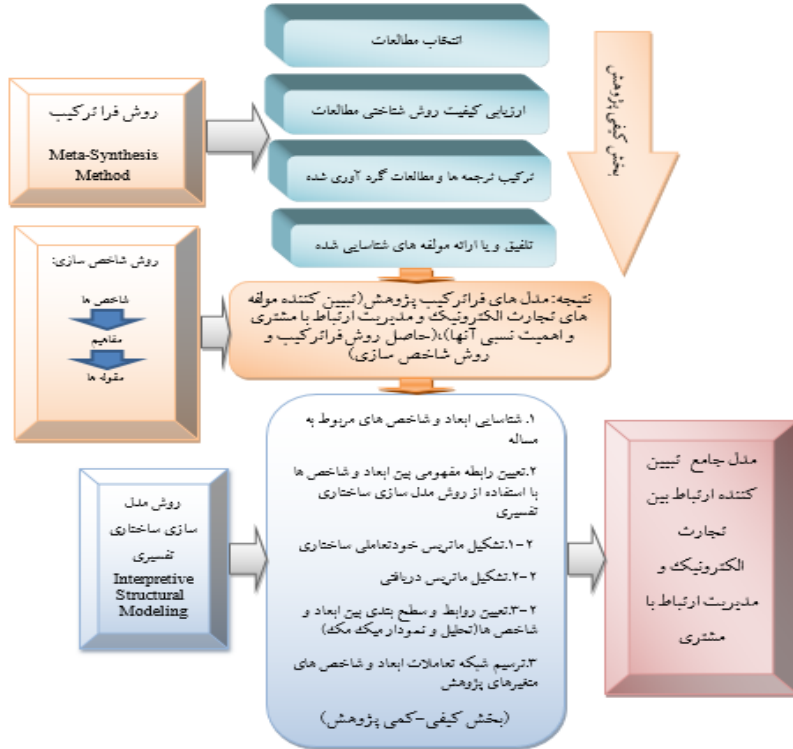 انتخاب مطالعات
ارزیابی کیفیت روش شناختی مطالعات
ترکیب ترجمه ها و مطالعات گرد آوری شده
تلفیق و یا ارائه مولفه های شناسایی شده
بخش کیفی پژوهش
روش فرا ترکیب
Meta-Synthesis
Method
روش شاخص سازی:
شاخص ها
مفاهیم
مقوله ها
نتیجه: مدل های فراترکیب پژوهش(تبیین کننده مولفه
های تجارت الکترونیک و مدیریت ارتباط با مشتری
و اهمیت نسبی آنها)،(حاصل روش فراترکیب و
روش شاخص سازی)
۱. شناسایی ابعاد و شاخص های مربوط به
مساله
۲.تعیین رابطه مفهومی بین ابعاد و شاخص ها
با استفاده از روش مدل سازی ساختاری
تفسیری
۲-۱.تشکیل ماتریس خودتعاملی ساختاری
۲-۲.تشکیل ماتریس دریافتی
۲-۳.تعیین روابط و سطح بندی بین ابعاد و
شاخص ها(تحلیل و نمودار میک مک)
۳.ترسیم شبکه تعاملات ابعاد و شاخص های
متغیرهای پژوهش
(بخش کیفی-کمی پژوهش)
روش مدل
سازی ساختاری
تفسیری
Interpretive
Structural
Modeling
مدل جامع تبیین
کننده ارتباط بین
تجارت
الکترونیک و
مدیریت ارتباط با
مشتری